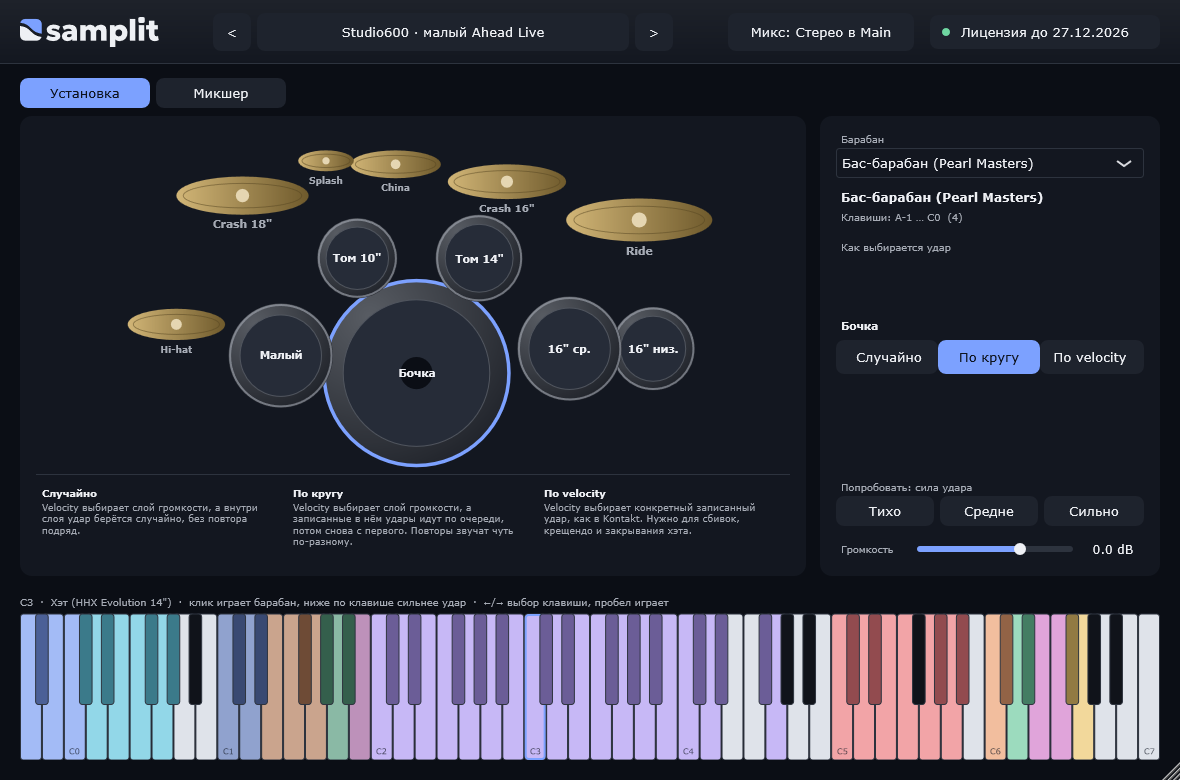 samplit
<
Studio600 · малый Ahead Live
>
Микс: Стерео в Main
Лицензия до 27.12.2026
Установка
Микшер
Splash
China
Crash 18"
Crash 16"
Ride
Том 10"
Том 14"
Hi-hat
Малый
Бочка
16" ср.
16" низ.
Случайно
Velocity выбирает слой громкости, а внутри
слоя удар берётся случайно, без повтора
подряд.
По кругу
Velocity выбирает слой громкости, а
записанные в нём удары идут по очереди,
потом снова с первого. Повторы звучат чуть
по-разному.
По velocity
Velocity выбирает конкретный записанный
удар, как в Kontakt. Нужно для сбивок,
крещендо и закрывания хэта.
Барабан
Бас-барабан (Pearl Masters)
Бас-барабан (Pearl Masters)
Клавиши: A-1 … C0 (4)
Как выбирается удар
Бочка
Случайно
По кругу
По velocity
Попробовать: сила удара
Тихо
Средне
Сильно
Громкость
0.0 dB
C3 · Хэт (HHX Evolution 14") · клик играет барабан, ниже по клавише сильнее удар · ←/→ выбор клавиши, пробел играет
C0
C1
C2
C3
C4
C5
C6
C7